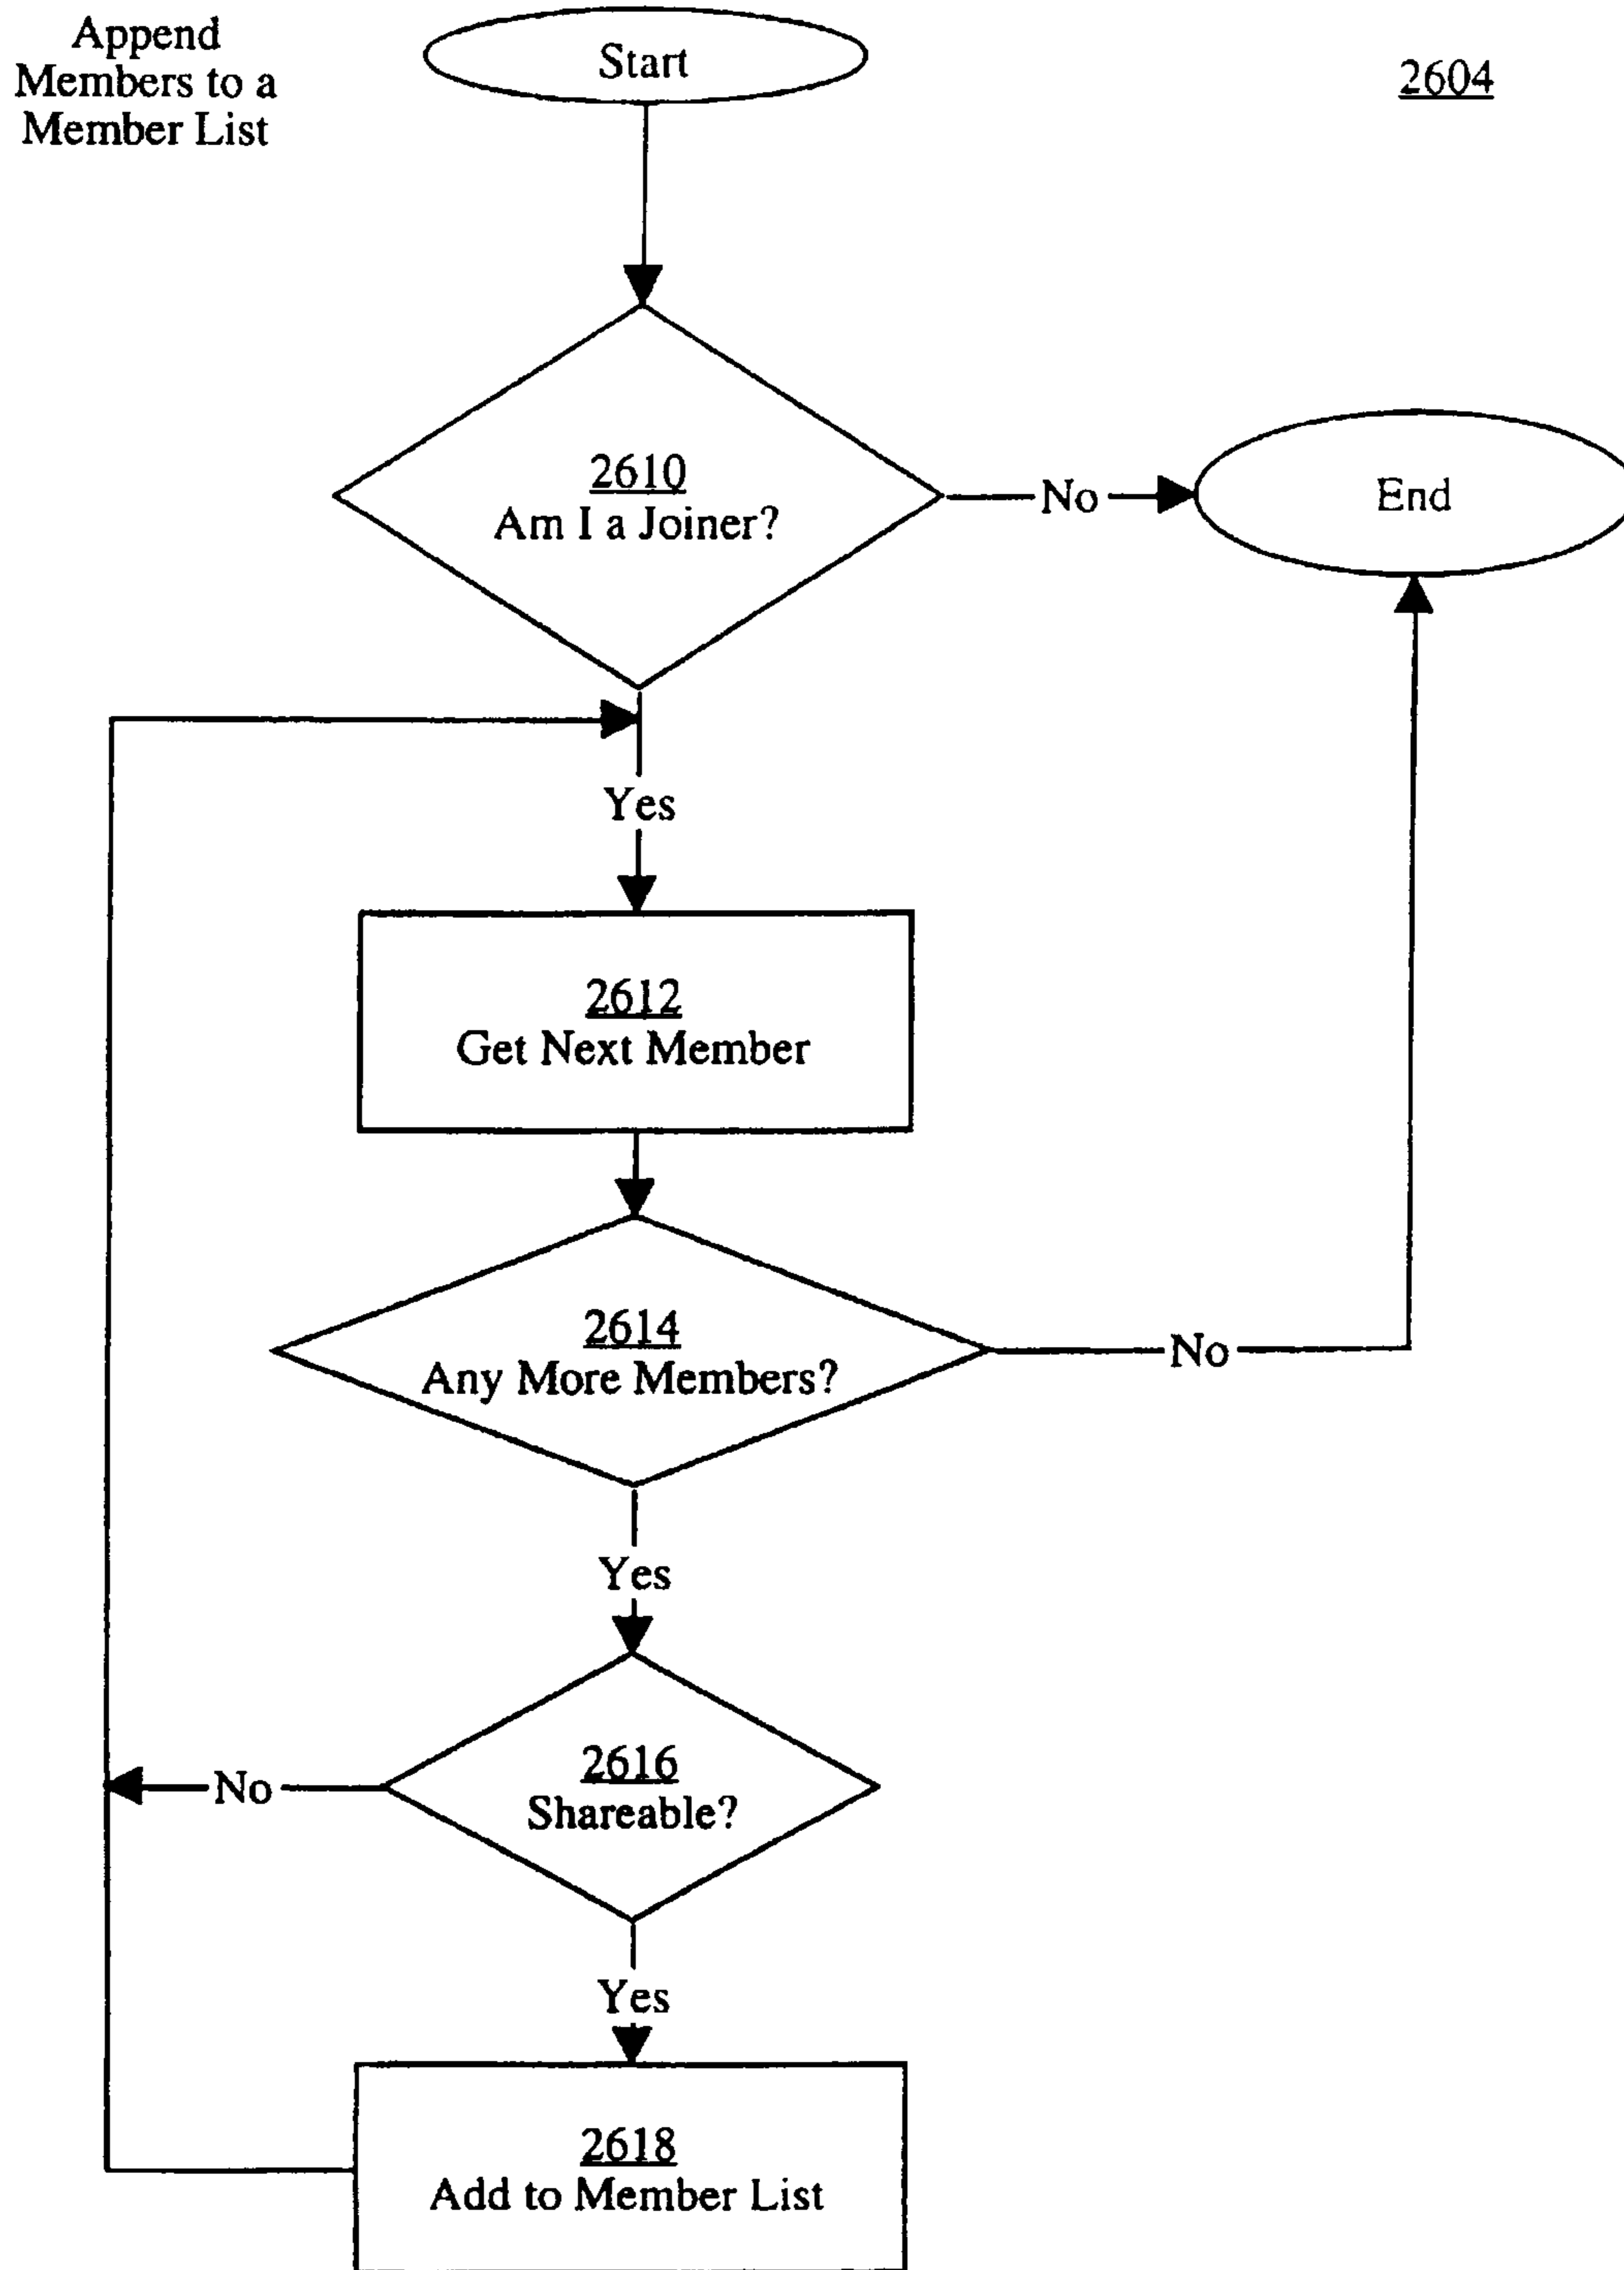 Append
Members to a
Member List
Start
2604
2610
Am I a Joiner?
No
End
Yes
2612
Get Next Member
2614
Any More Members?
No
Yes
2616
Shareable?
No
Yes
2618
Add to Member List